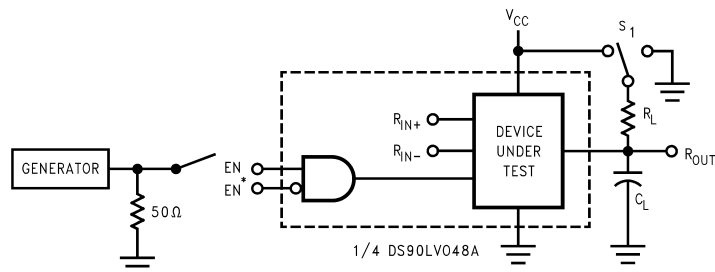 V_CC
S_1
R_IN+
R_IN−
DEVICE
UNDER
TEST
R_L
R_OUT
GENERATOR
EN
EN*
50Ω
C_L
1/4 DS90LV048A